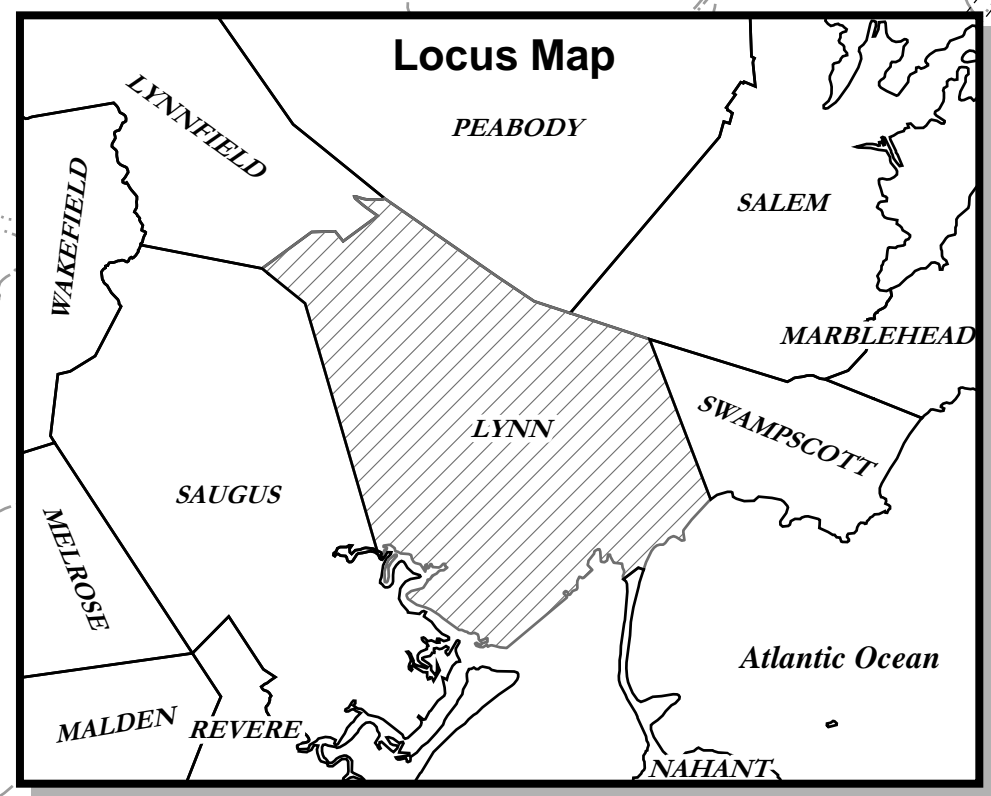 Locus Map
LYNNFIELD
PEABODY
WAKEFIELD
SALEM
MARBLEHEAD
SWAMPSCOTT
LYNN
SAUGUS
MELROSE
Atlantic Ocean
MALDEN
REVERE
NAHANT